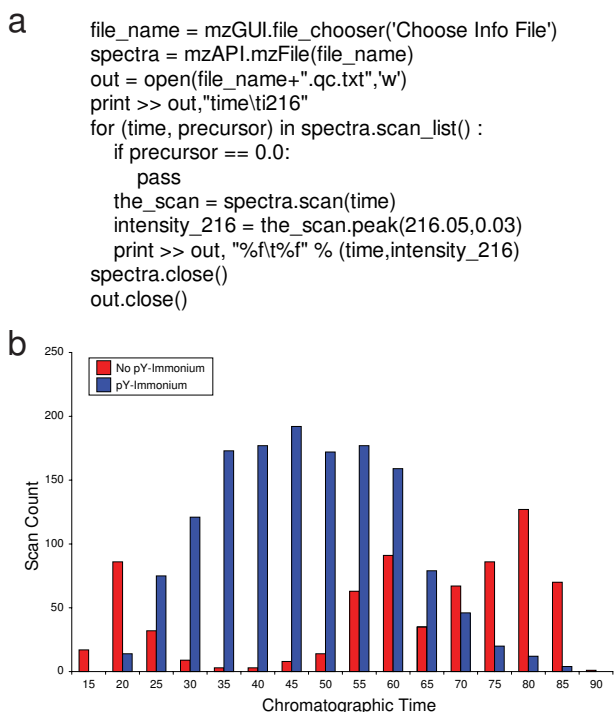 a
file_name = mzGUI.file_chooser('Choose Info File')
spectra = mzAPI.mzFile(file_name)
out = open(file_name+".qc.txt",'w')
print >> out,"time\ti216"
for (time, precursor) in spectra.scan_list() :
if precursor == 0.0:
pass
the_scan = spectra.scan(time)
intensity_216 = the_scan.peak(216.05,0.03)
print >> out, "%f\t%f" % (time,intensity_216)
spectra.close()
out.close()
b
250
200
150
100
50
0
Scan Count
No pY-Immonium
pY-Immonium
15 20 25 30 35 40 45 50 55 60 65 70 75 80 85 90
Chromatographic Time